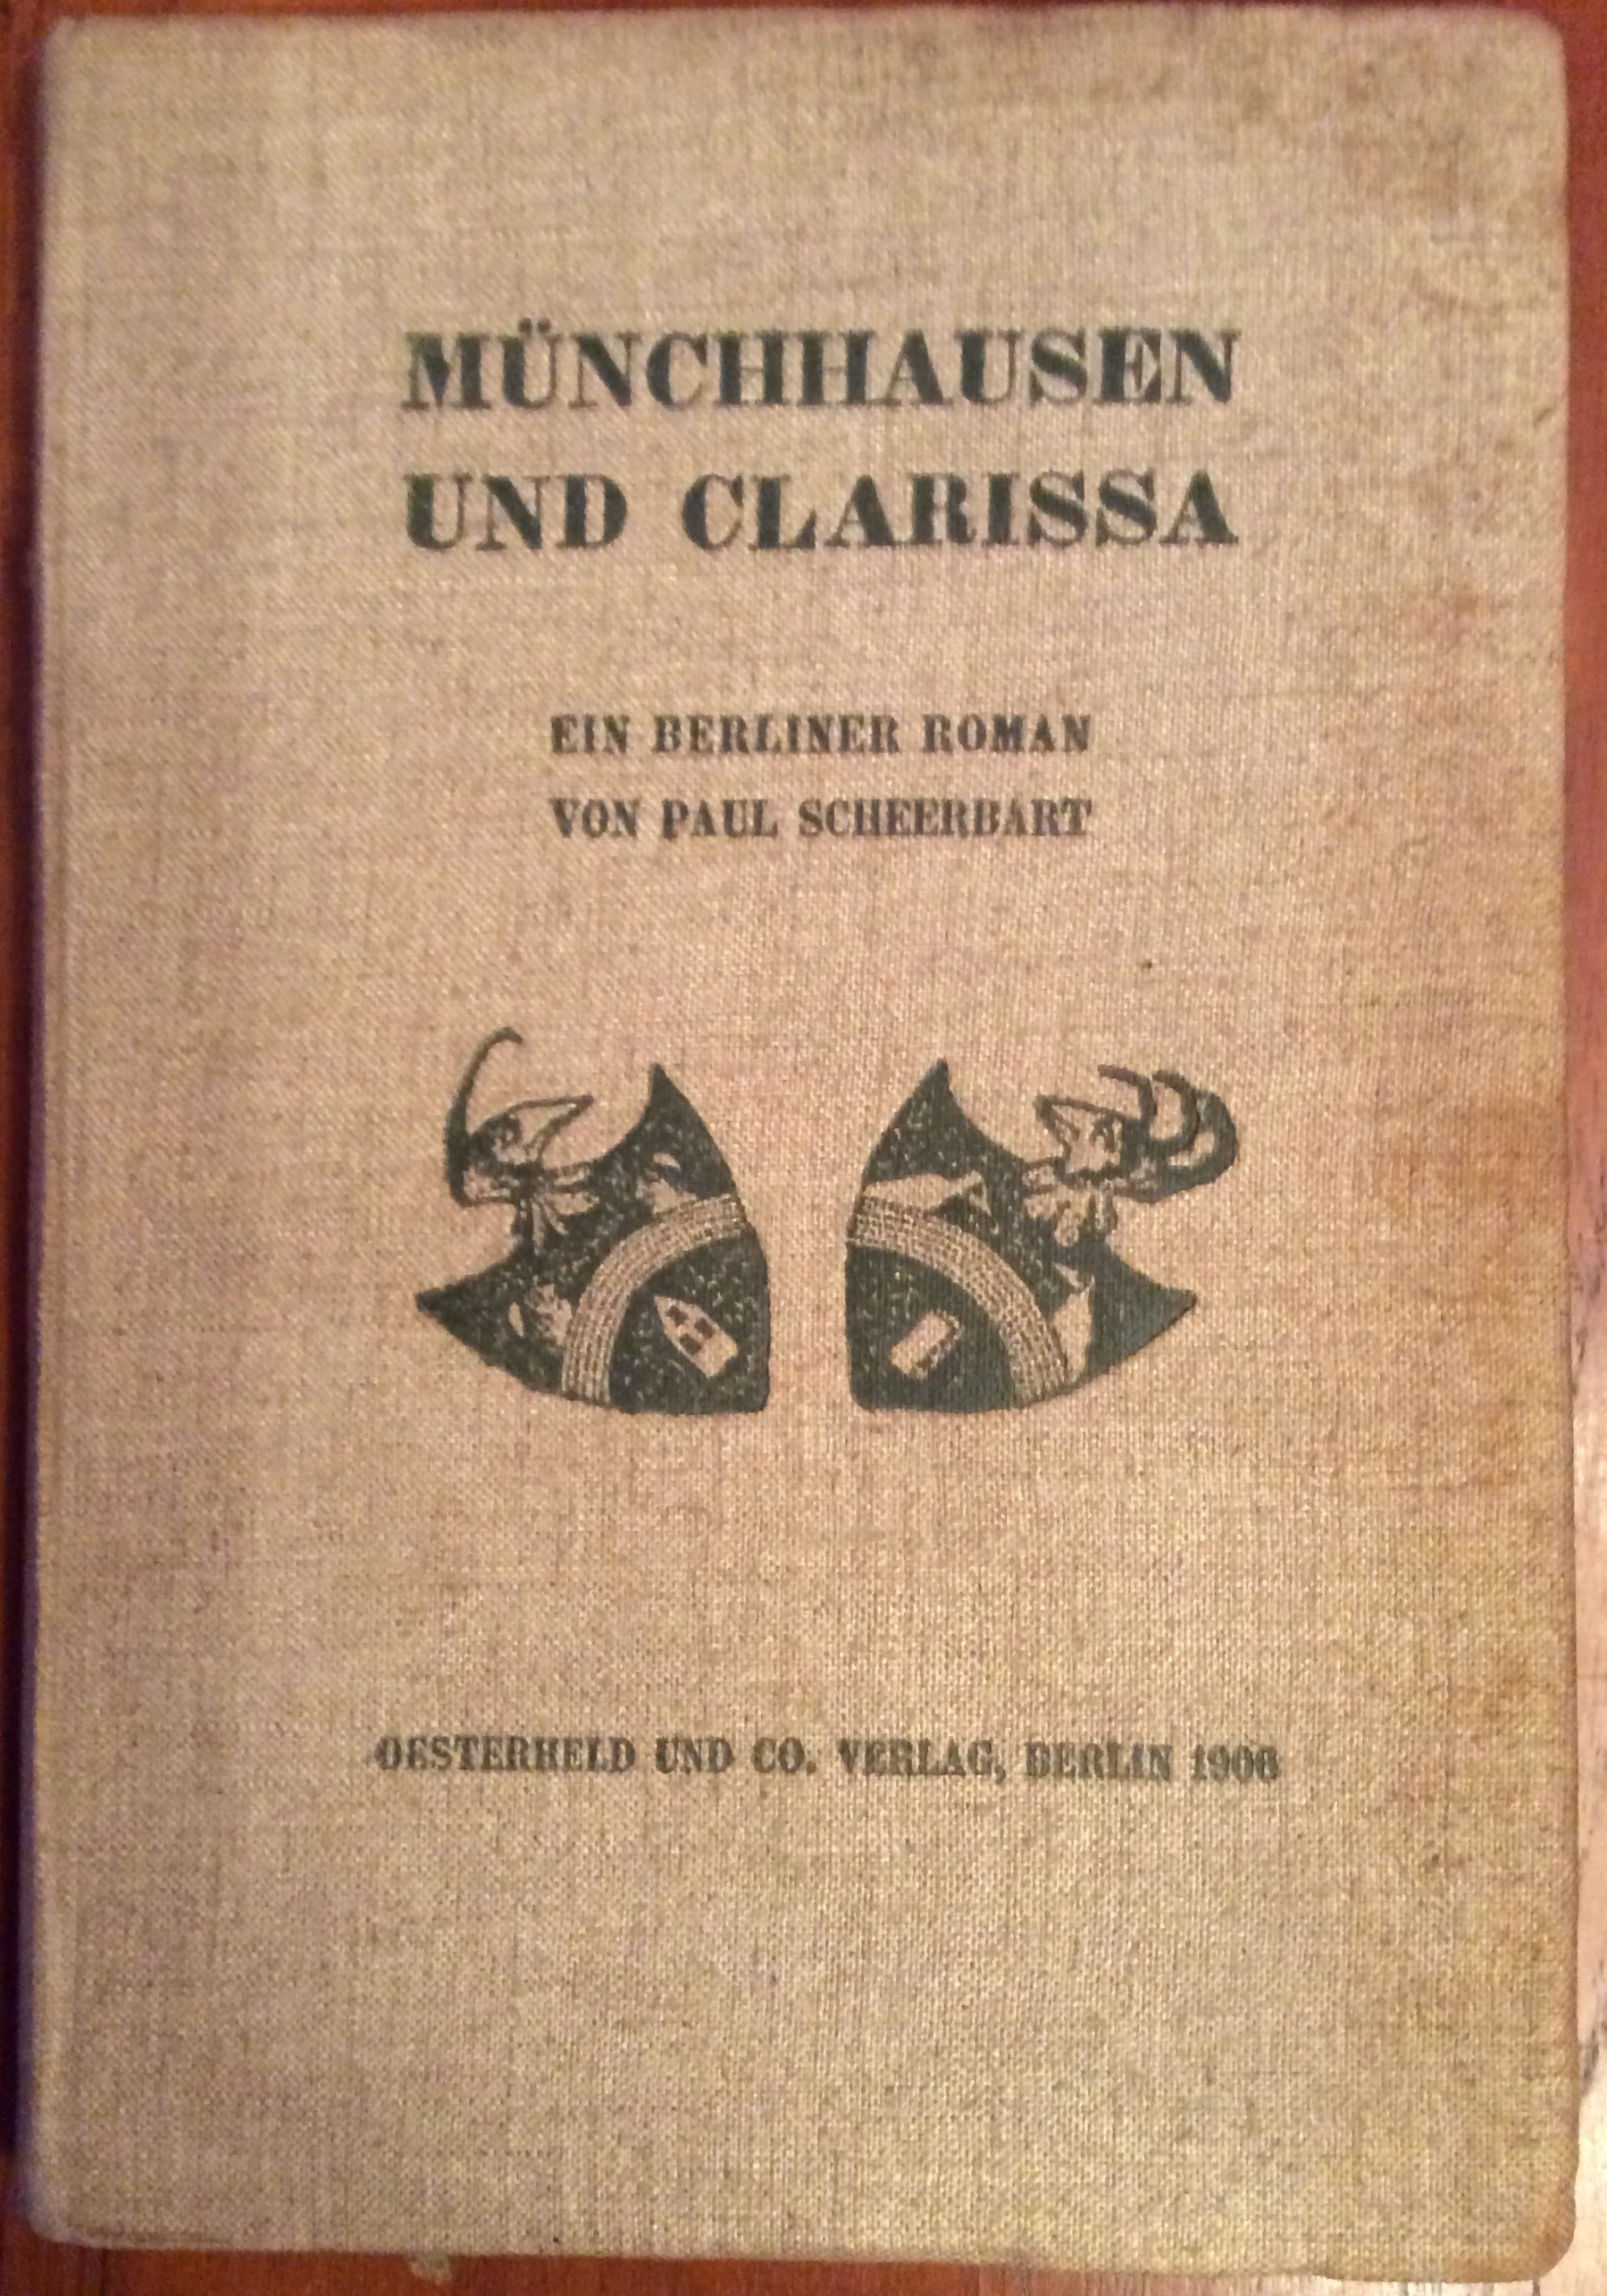 MÜNCHHAUSEN
UND CLARISSA
EIN BERLINER ROMAN
VON PAUL SCHEERBART
OESTERHELD UND CO. VERLAG, BERLIN 1906